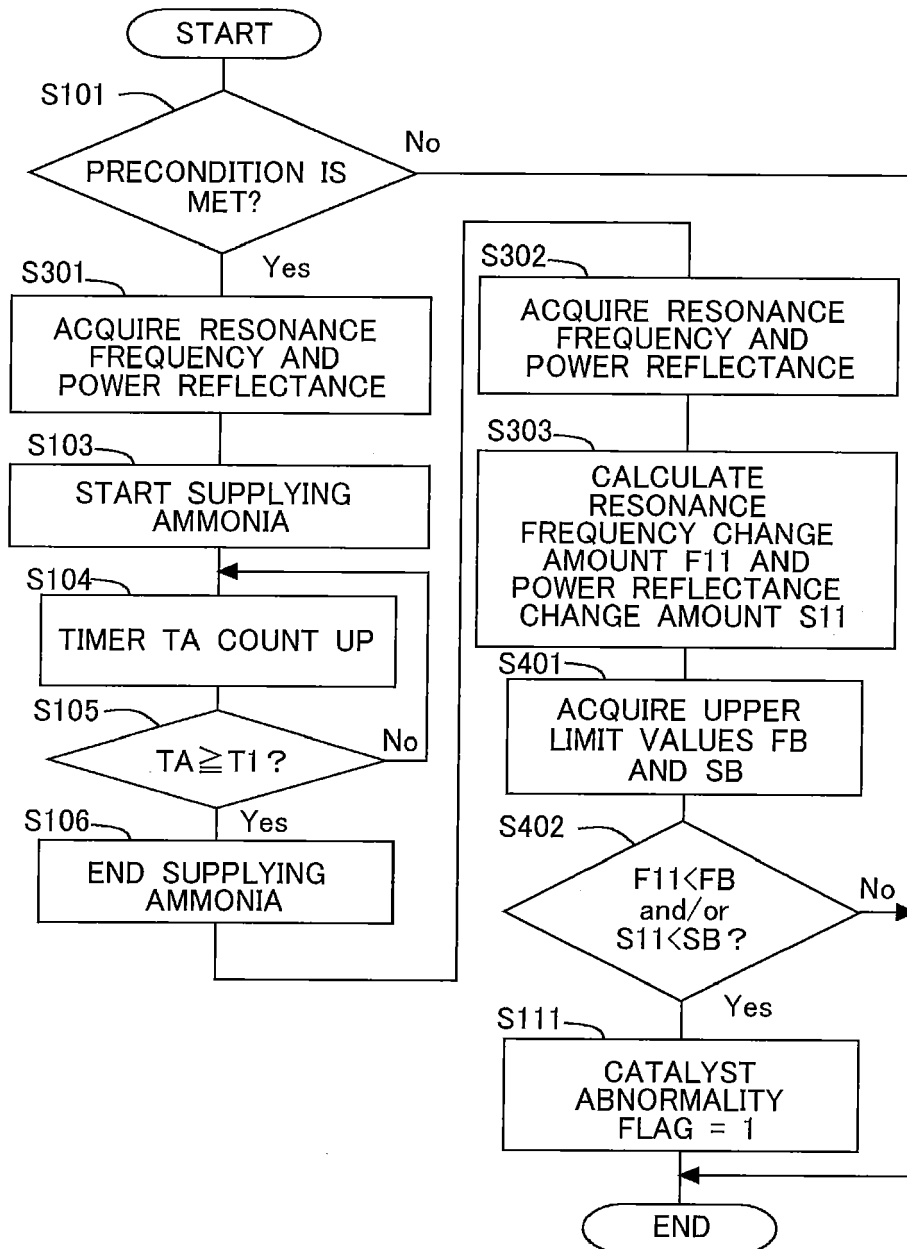 START
S101
No
PRECONDITION IS
MET?
Yes
S301
ACQUIRE RESONANCE
FREQUENCY AND
POWER REFLECTANCE
S103
START SUPPLYING
AMMONIA
S104
TIMER TA COUNT UP
S105
TA≧T1?
No
Yes
S106
END SUPPLYING
AMMONIA
S302
ACQUIRE RESONANCE
FREQUENCY AND
POWER REFLECTANCE
S303
CALCULATE
RESONANCE
FREQUENCY CHANGE
AMOUNT F11 AND
POWER REFLECTANCE
CHANGE AMOUNT S11
S401
ACQUIRE UPPER
LIMIT VALUES FB
AND SB
S402
F11<FB
and/or
S11<SB?
No
Yes
S111
CATALYST
ABNORMALITY
FLAG = 1
END